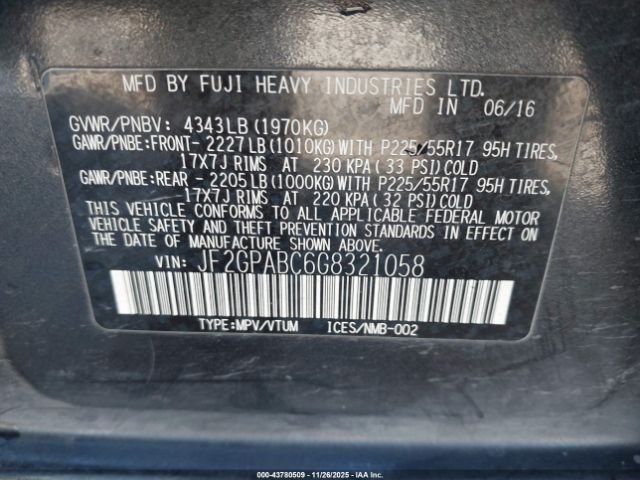 MFD BY FUJI HEAVY INDUSTRIES LTD.
MFD IN 06/16
GVWR/PNBV: 4343LB (1970KG)
GAWR/PNBE:FRONT- 2227 LB (1010KG) WITH P225/55R17 95H TIRES,
17X7J RIMS AT 230 KPA (33 PSI) COLD
GAWR/PNBE:REAR - 2205 LB (1000KG) WITH P225/55R17 95H TIRES,
17X7J RIMS AT 220 KPA (32 PSI) COLD
THIS VEHICLE CONFORMS TO ALL APPLICABLE FEDERAL MOTOR
VEHICLE SAFETY AND THEFT PREVENTION STANDARDS IN EFFECT
ON THE DATE OF MANUFACTURE SHOWN ABOVE.
VIN: JF2GPABC6G8321058
TYPE:MPV/VTUM ICES/NMB-002
000-43780509 - 11/26/2025 - IAA Inc.